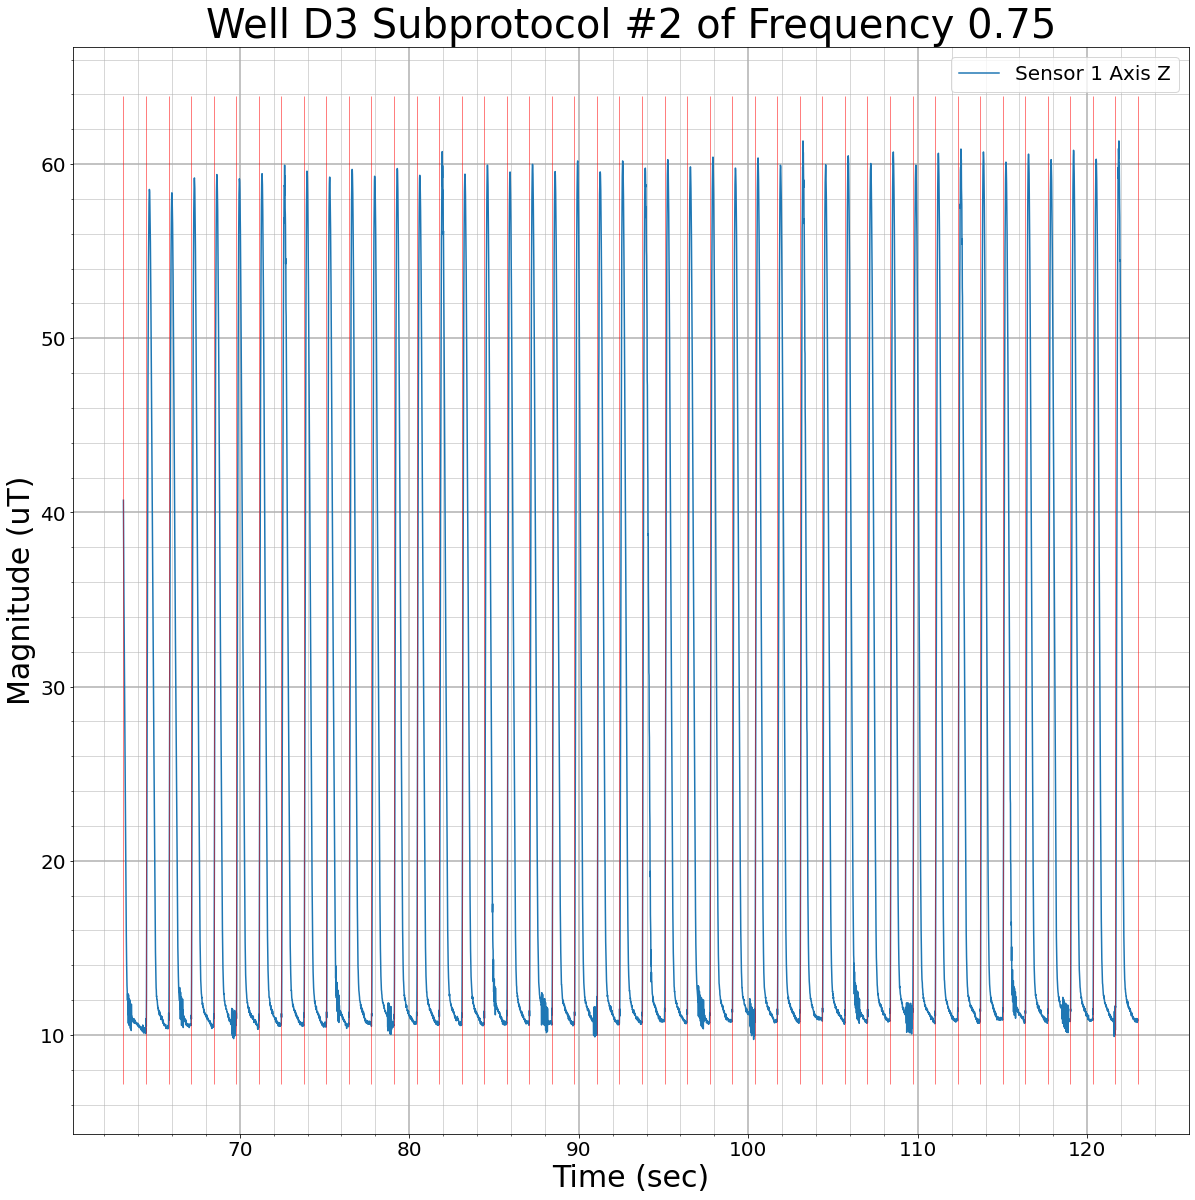 Well D3 Subprotocol #2 of Frequency 0.75
Sensor 1 Axis Z
60
50
40
30
20
10
Magnitude (uT)
70 80 90 100 110 120
Time (sec)